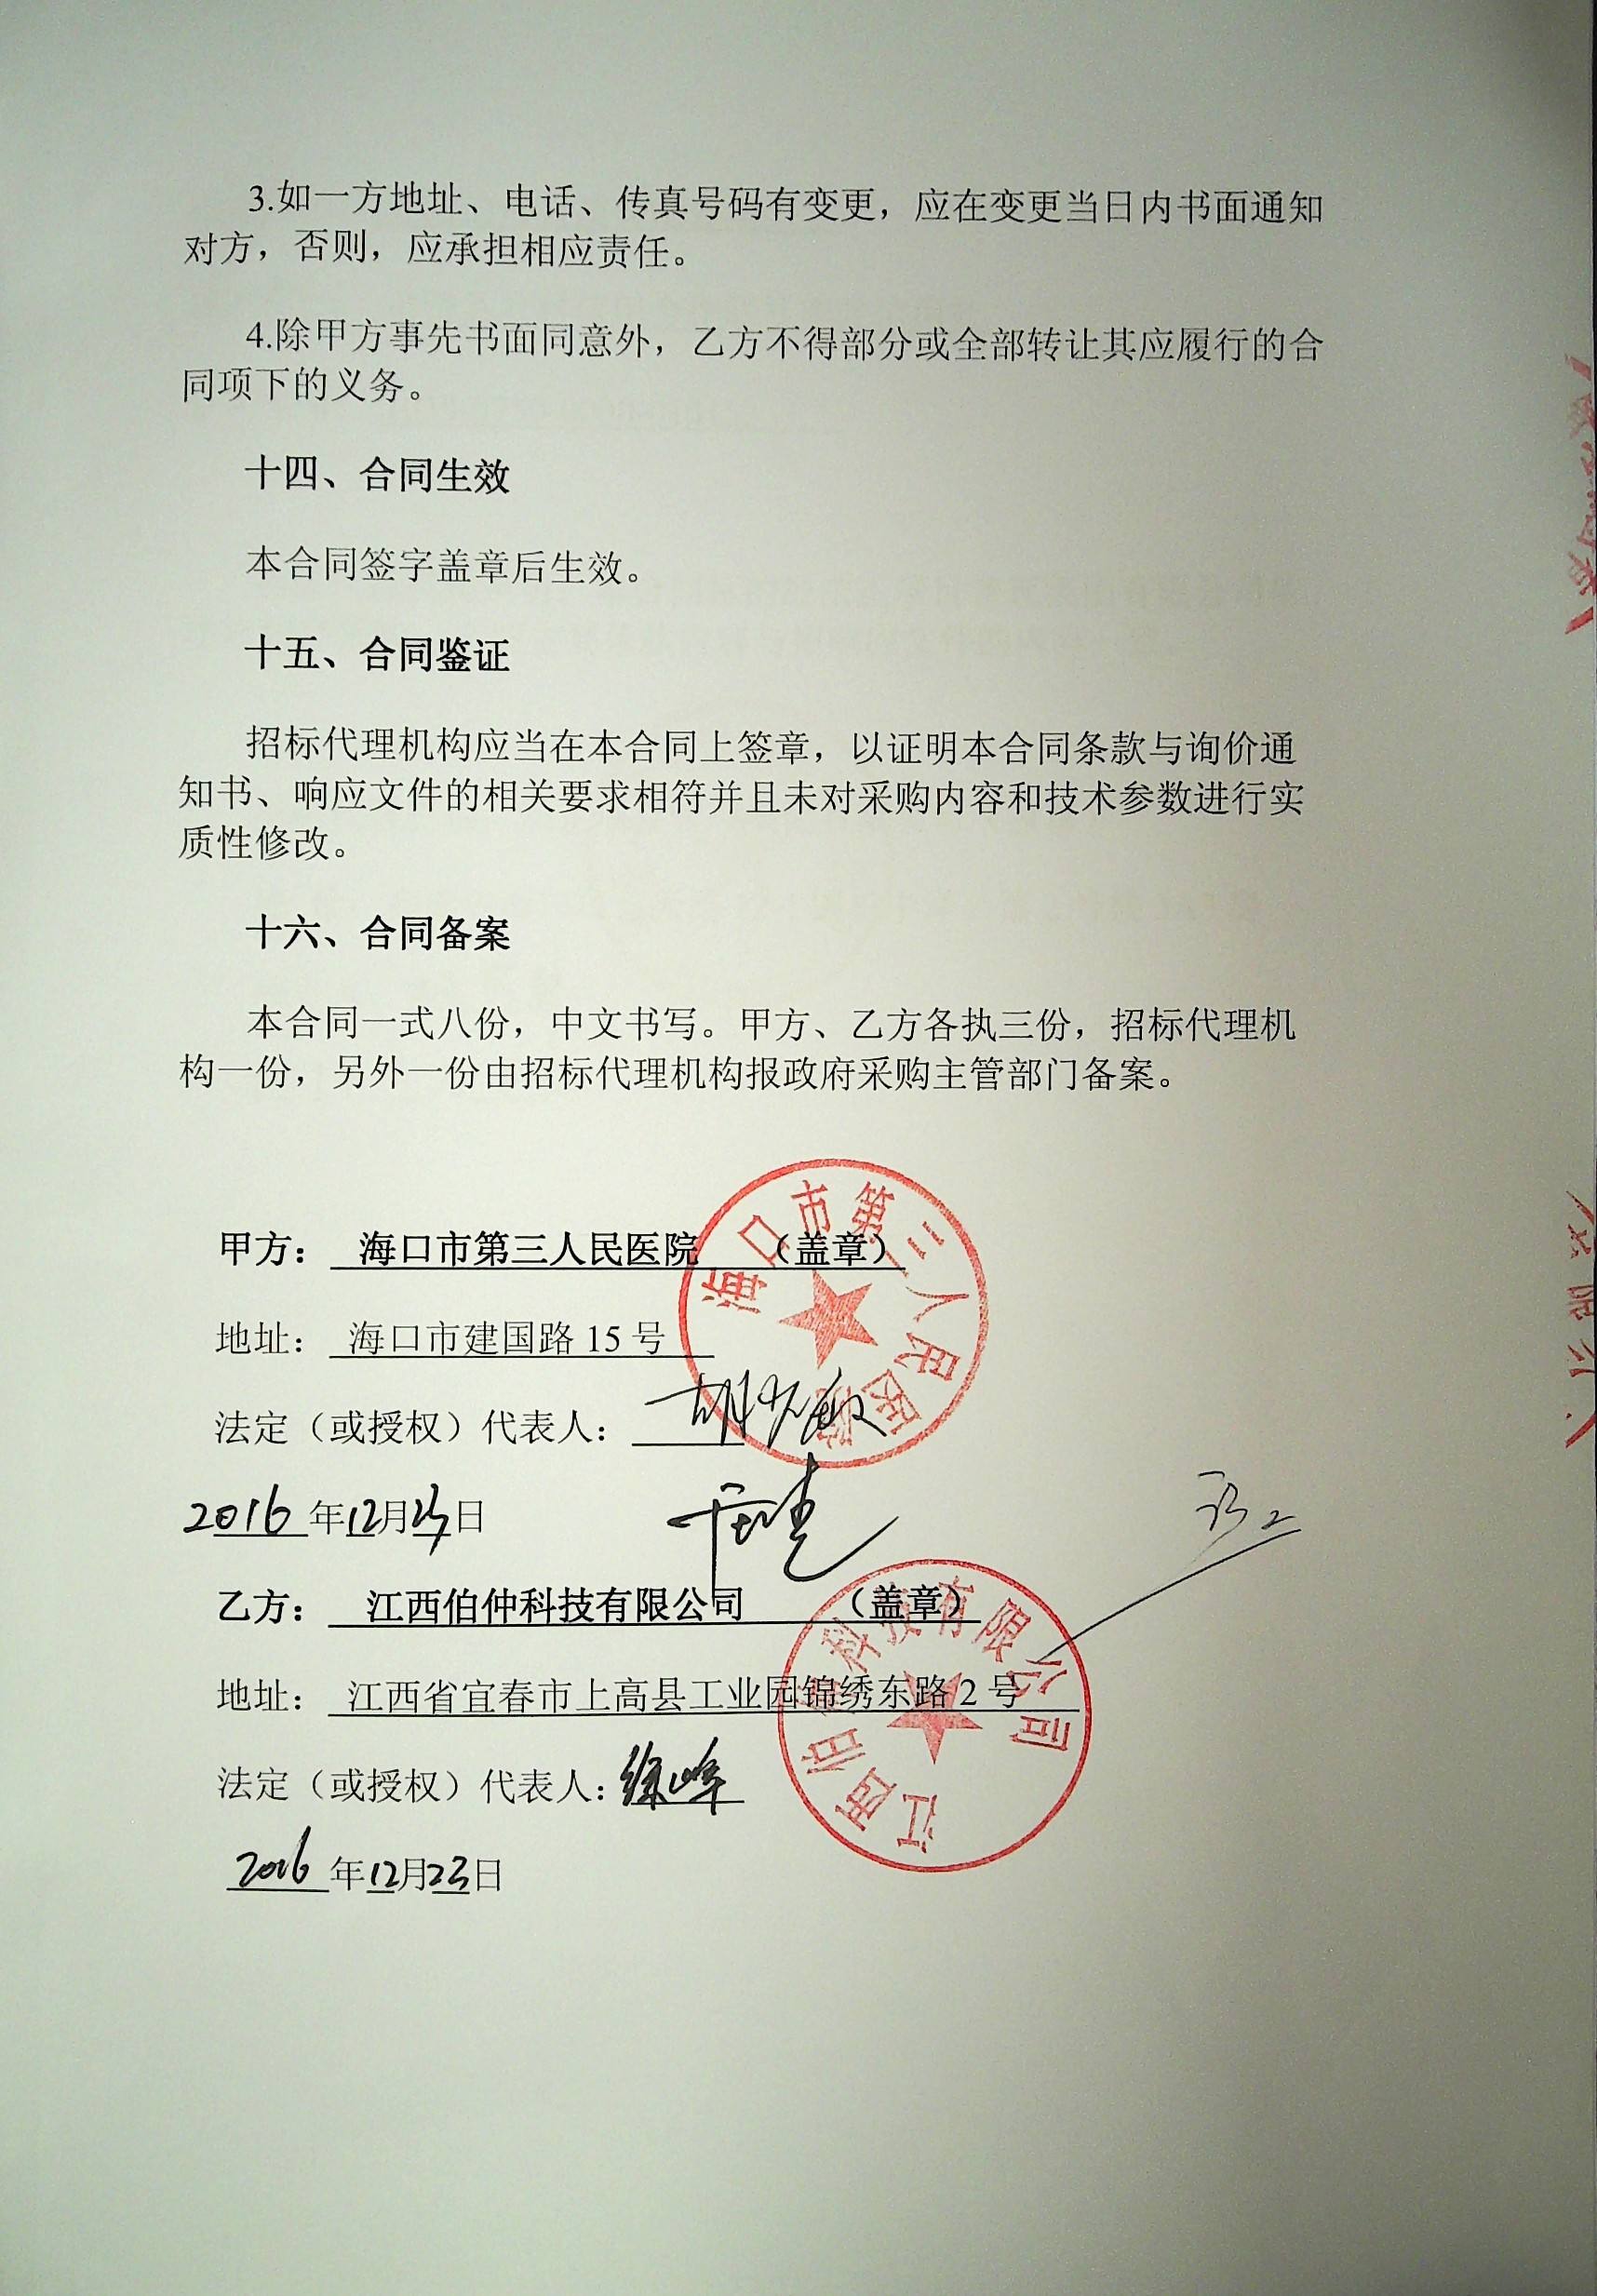 3.如一方地址、电话、传真号码有变更，应在变更当日内书面通知
对方，否则，应承担相应责任。
4.除甲方事先书面同意外，乙方不得部分或全部转让其应履行的合
同项下的义务。
十四、合同生效
本合同签字盖章后生效。
十五、合同鉴证
招标代理机构应当在本合同上签章，以证明本合同条款与询价通
知书、响应文件的相关要求相符并且未对采购内容和技术参数进行实
质性修改。
十六、合同备案
本合同一式八份，中文书写。甲方、乙方各执三份，招标代理机
构一份，另外一份由招标代理机构报政府采购主管部门备案。
甲方： 海口市第三人民医院 （盖章）
海口市第三人民医院
地址： 海口市建国路 15 号
法定（或授权）代表人：
2016 年12月23日
乙方： 江西伯仲科技有限公司 （盖章）
江西伯仲科技有限公司
地址： 江西省宜春市上高县工业园锦绣东路 2 号
法定（或授权）代表人：徐峰
2016 年12月23日